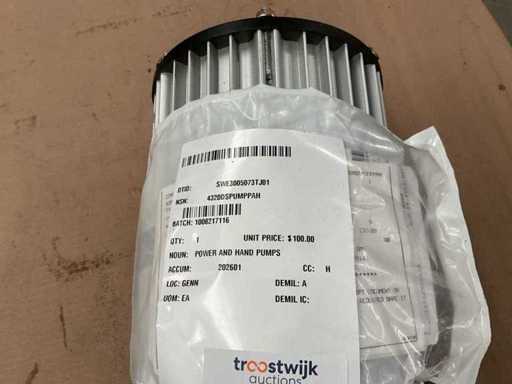 DTID: SWE3005073TJ01
NSN: 4320DSPUMPPAH
BATCH: 1008217116
QTY: 1 UNIT PRICE: $100.00
NOUN: POWER AND HAND PUMPS
ACCUM: 202601 CC: H
LOC: GENN DEMIL: A
UOM: EA DEMIL IC:
troostwijk
auctions